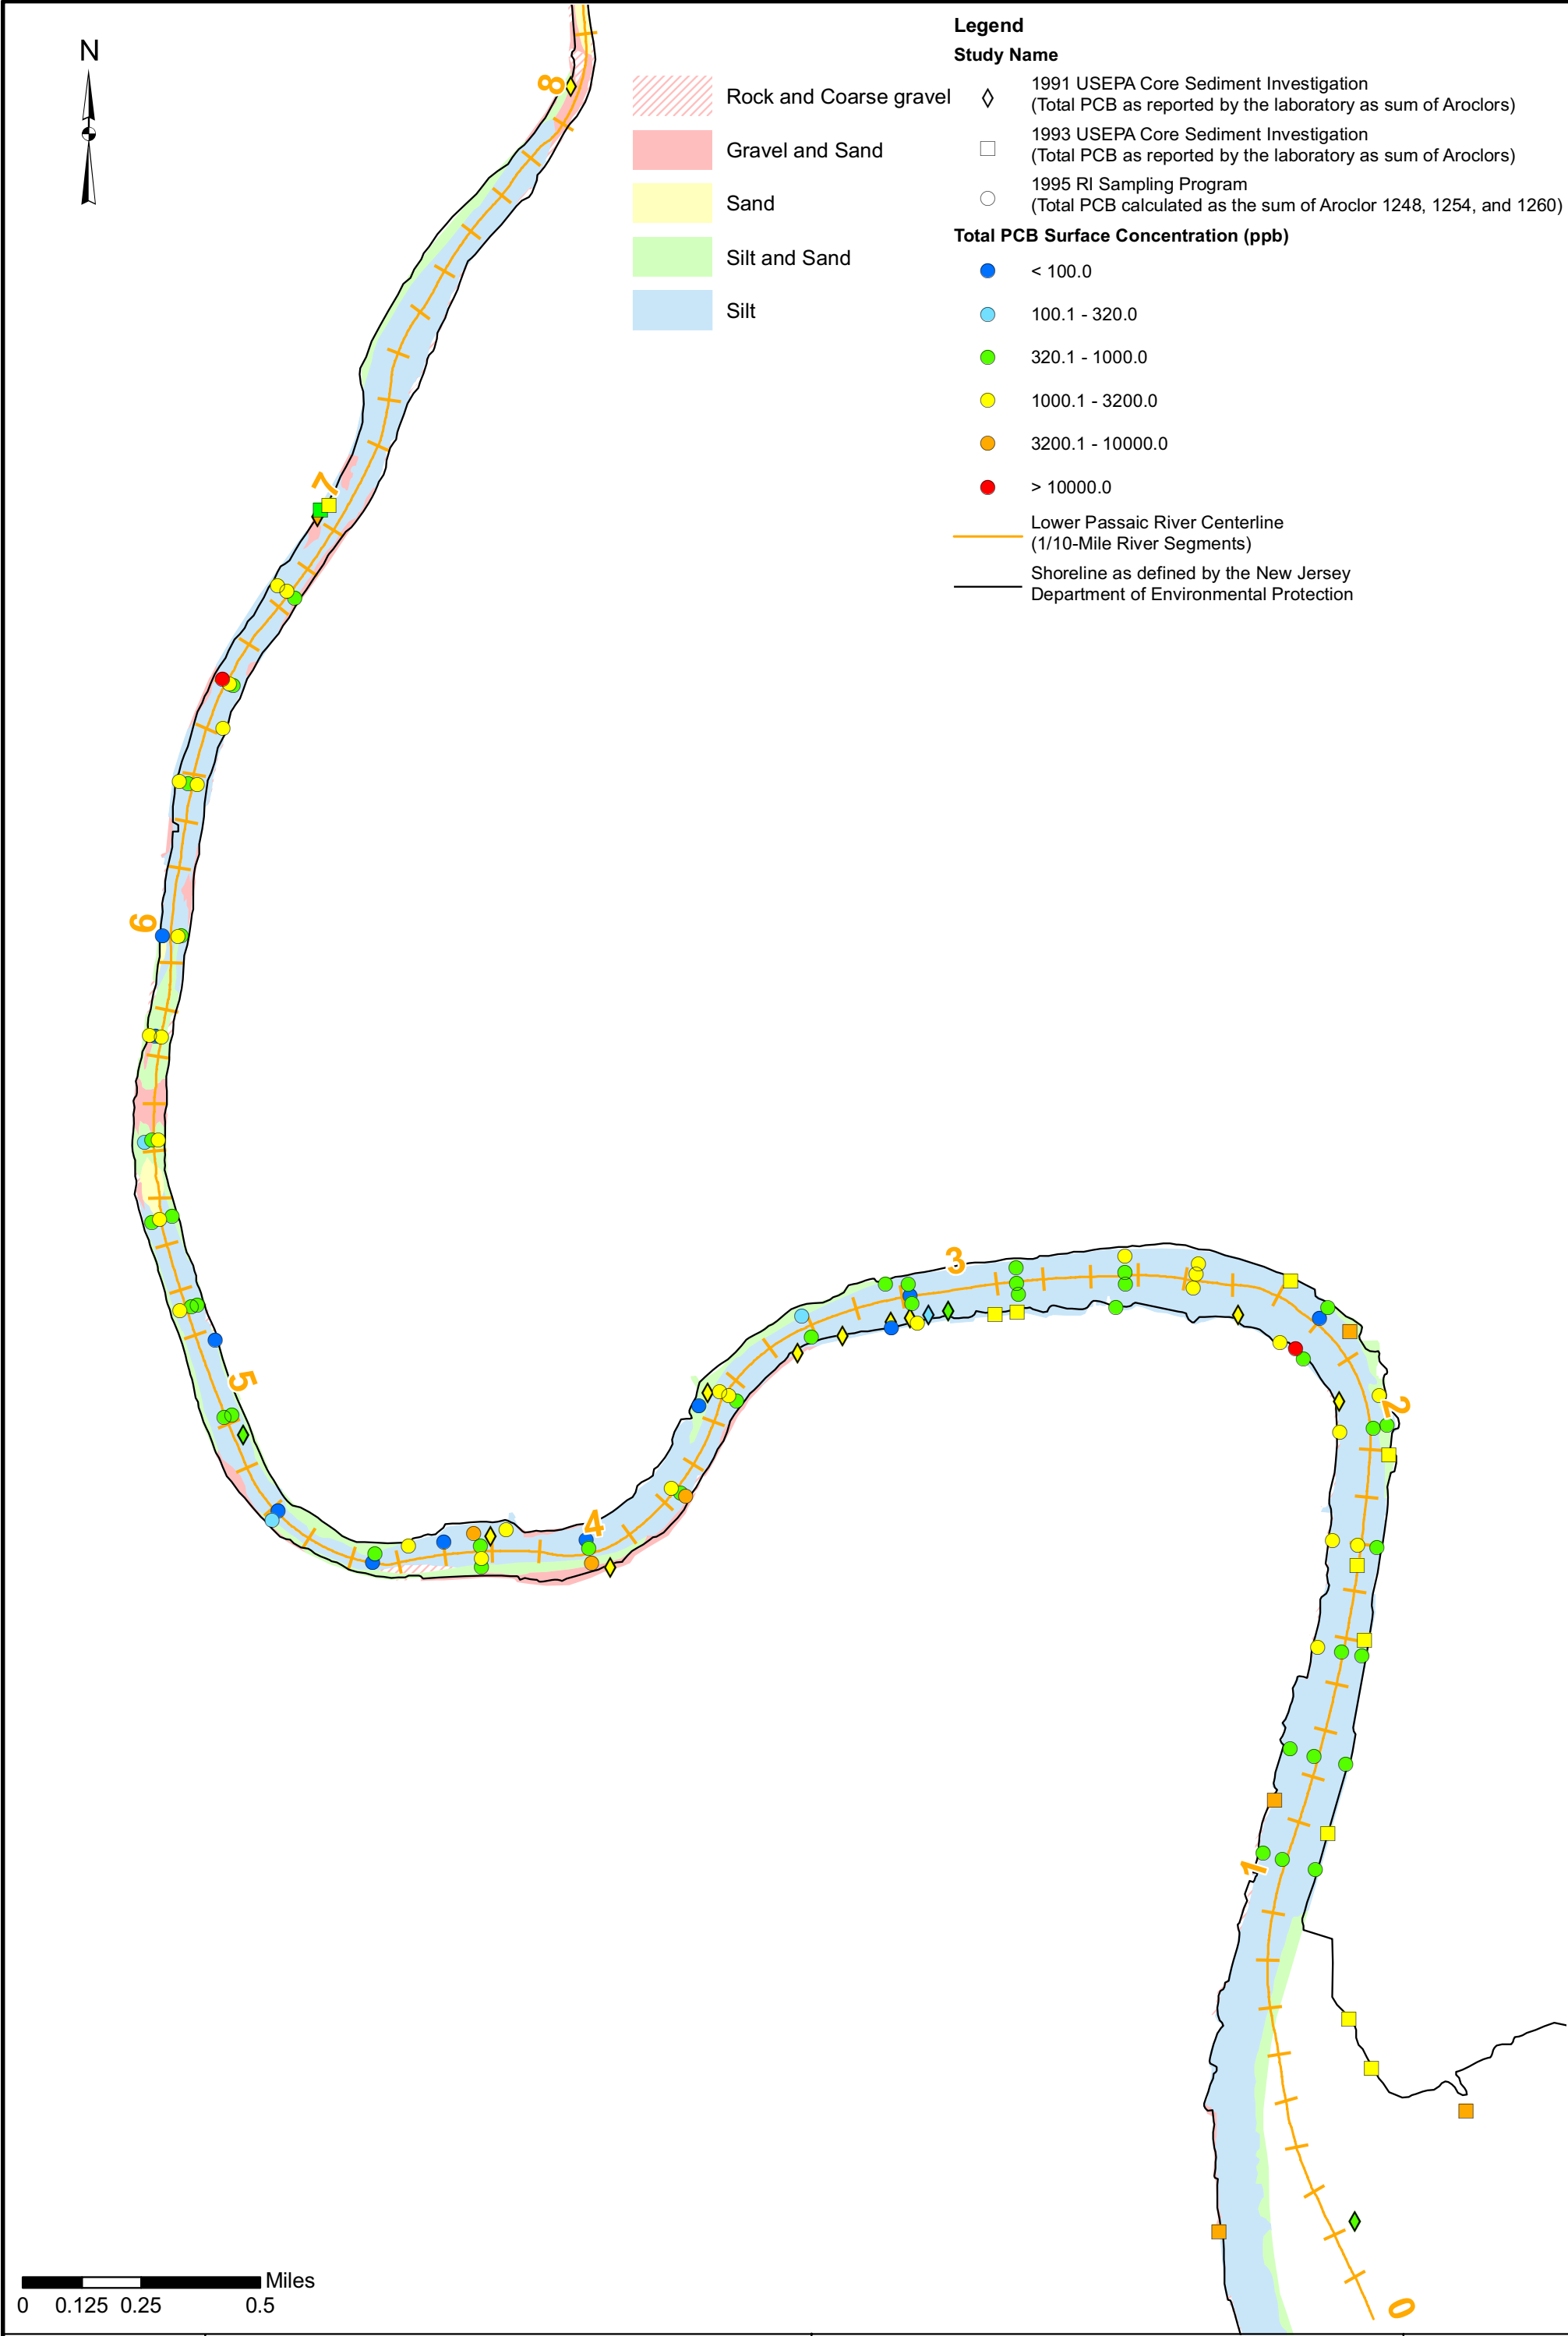 N
Legend
Study Name
1991 USEPA Core Sediment Investigation
(Total PCB as reported by the laboratory as sum of Aroclors)
1993 USEPA Core Sediment Investigation
(Total PCB as reported by the laboratory as sum of Aroclors)
1995 RI Sampling Program
(Total PCB calculated as the sum of Aroclor 1248, 1254, and 1260)
Total PCB Surface Concentration (ppb)
< 100.0
100.1 - 320.0
320.1 - 1000.0
1000.1 - 3200.0
3200.1 - 10000.0
> 10000.0
Lower Passaic River Centerline
(1/10-Mile River Segments)
Shoreline as defined by the New Jersey
Department of Environmental Protection
Rock and Coarse gravel
Gravel and Sand
Sand
Silt and Sand
Silt
8
7
6
5
4
3
2
1
0
Miles
0 0.125 0.25 0.5